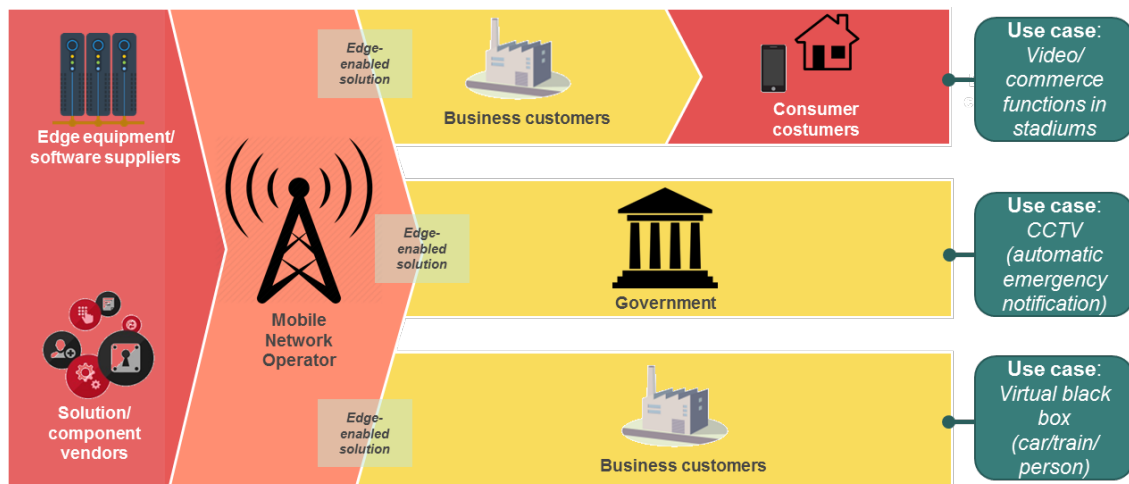 Edge equipment/
software suppliers
Solution/
component
vendors
Mobile
Network
Operator
Edge-
enabled
solution
Business customers
Consumer
costumers
Use case:
Video/
commerce
functions in
stadiums
Edge-
enabled
solution
Government
Use case:
CCTV
(automatic
emergency
notification)
Edge-
enabled
solution
Business customers
Use case:
Virtual black
box
(car/train/
person)